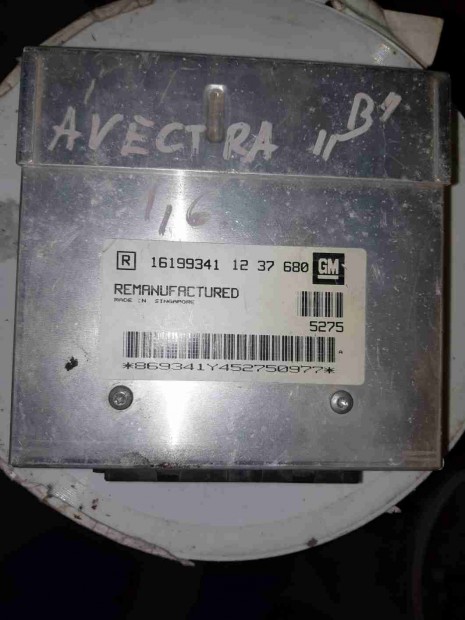 AVECTRA „B"
1,6
R 16199341 12 37 680 GM
REMANUFACTURED
MADE IN SINGAPORE
5275
A
*869341Y452750977*